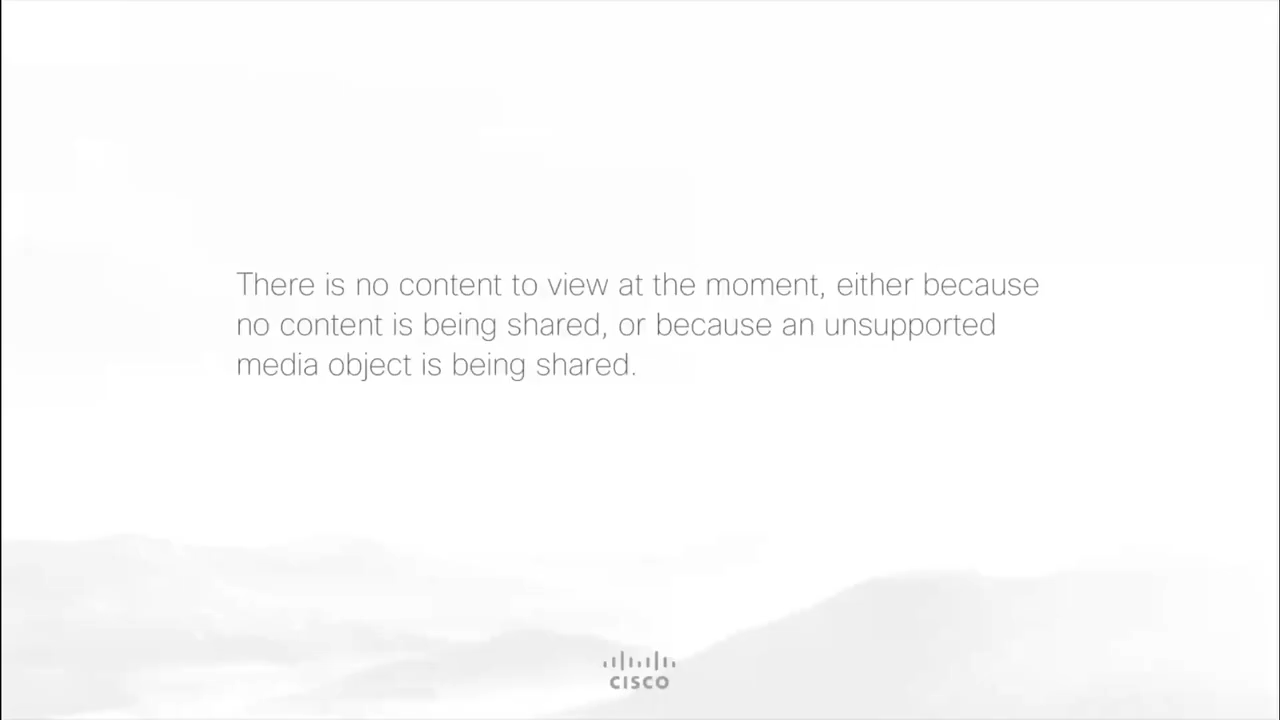 There is no content to view at the moment, either because
no content is being shared, or because an unsupported
media object is being shared.
CISCO